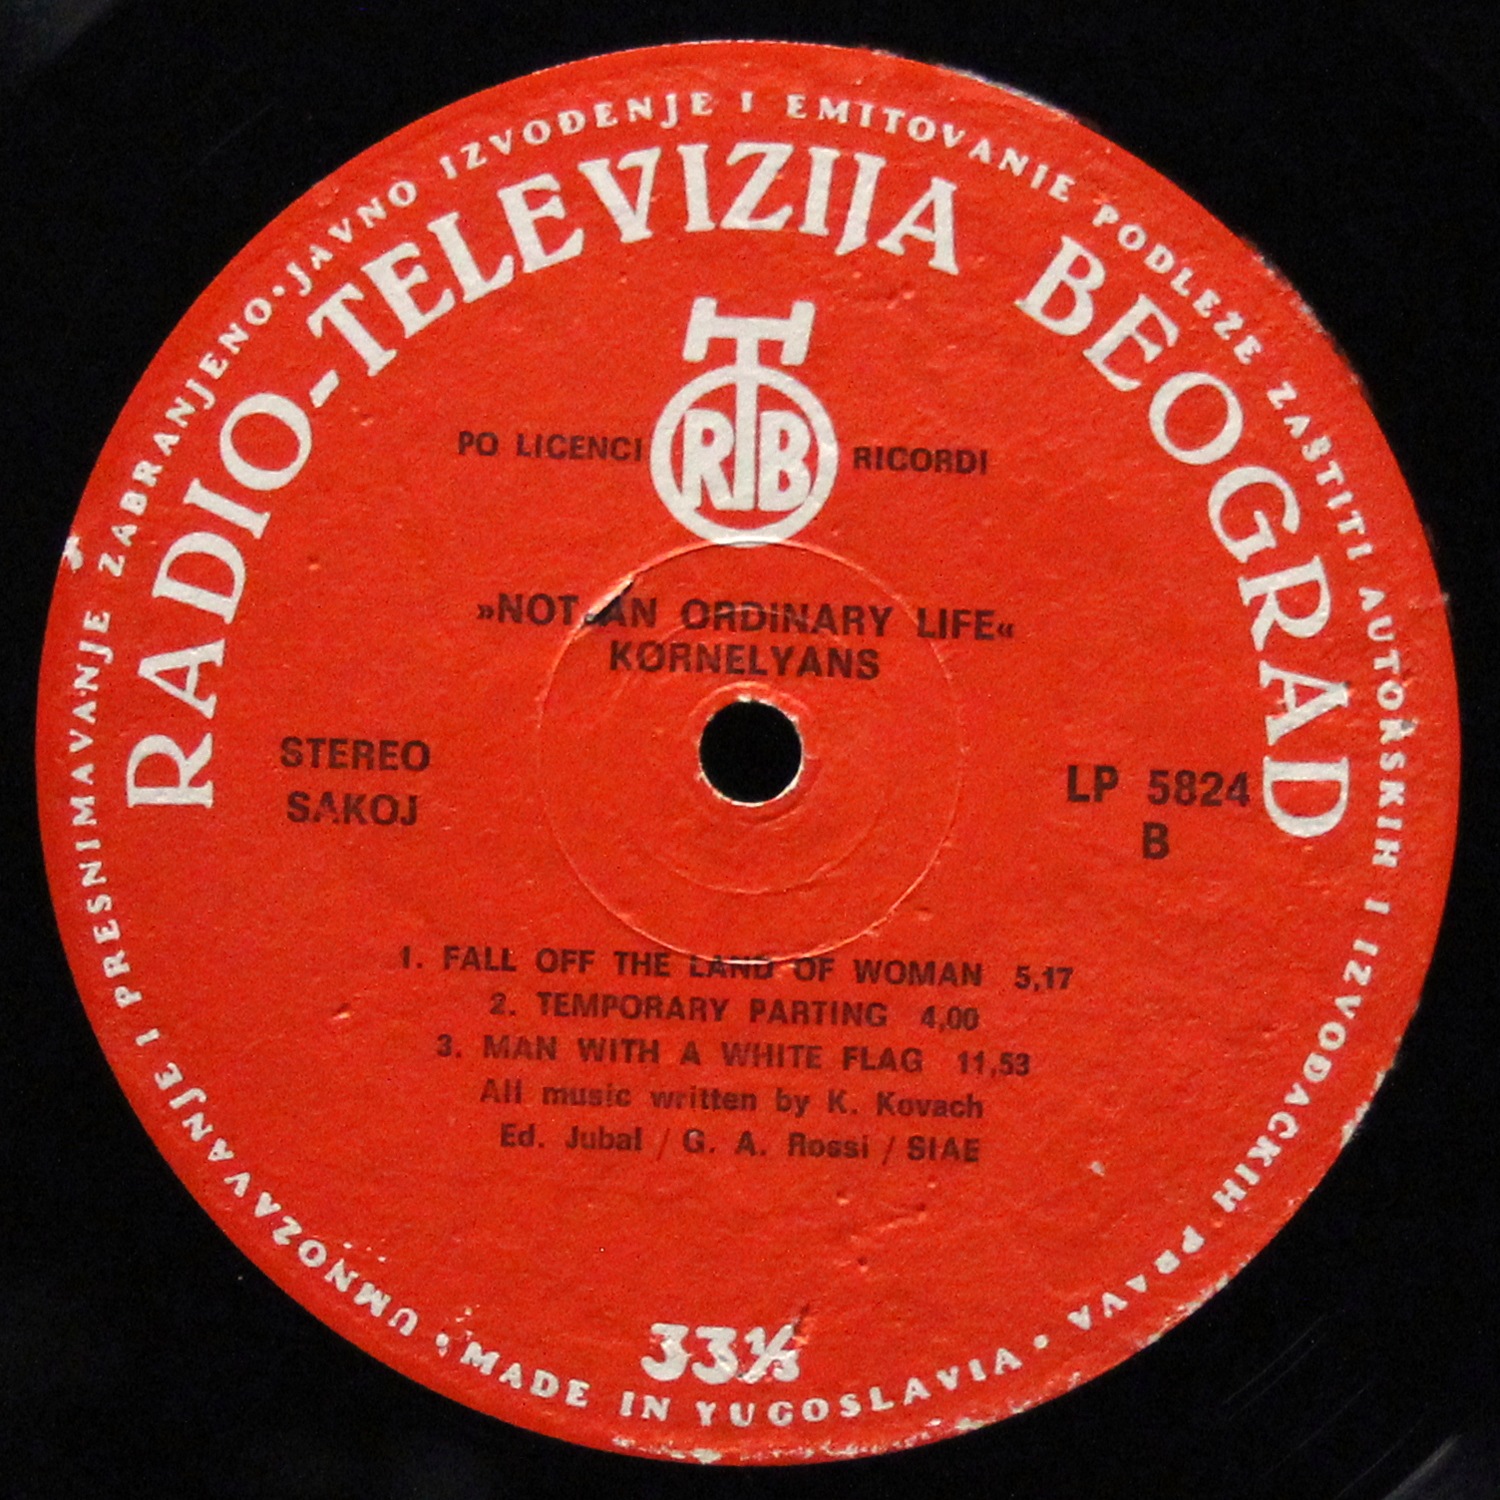 UMNOŽAVANJE I PRESNIMAVANJE ZABRANJENO·JAVNO IZVOĐENJE I EMITOVANJE PODLEŽE ZAŠTITI AUTORSKIH I IZVOĐAČKIH PRAVA
RADIO-TELEVIZIJA BEOGRAD
RTB
PO LICENCI RICORDI
»NOT AN ORDINARY LIFE«
KORNELYANS
STEREO
SAKOJ
LP 5824
B
1. FALL OFF THE LAND OF WOMAN 5,17
2. TEMPORARY PARTING 4,00
3. MAN WITH A WHITE FLAG 11,53
All music written by K. Kovach
Ed. Jubal / G. A. Rossi / SIAE
33⅓
• MADE IN YUGOSLAVIA •